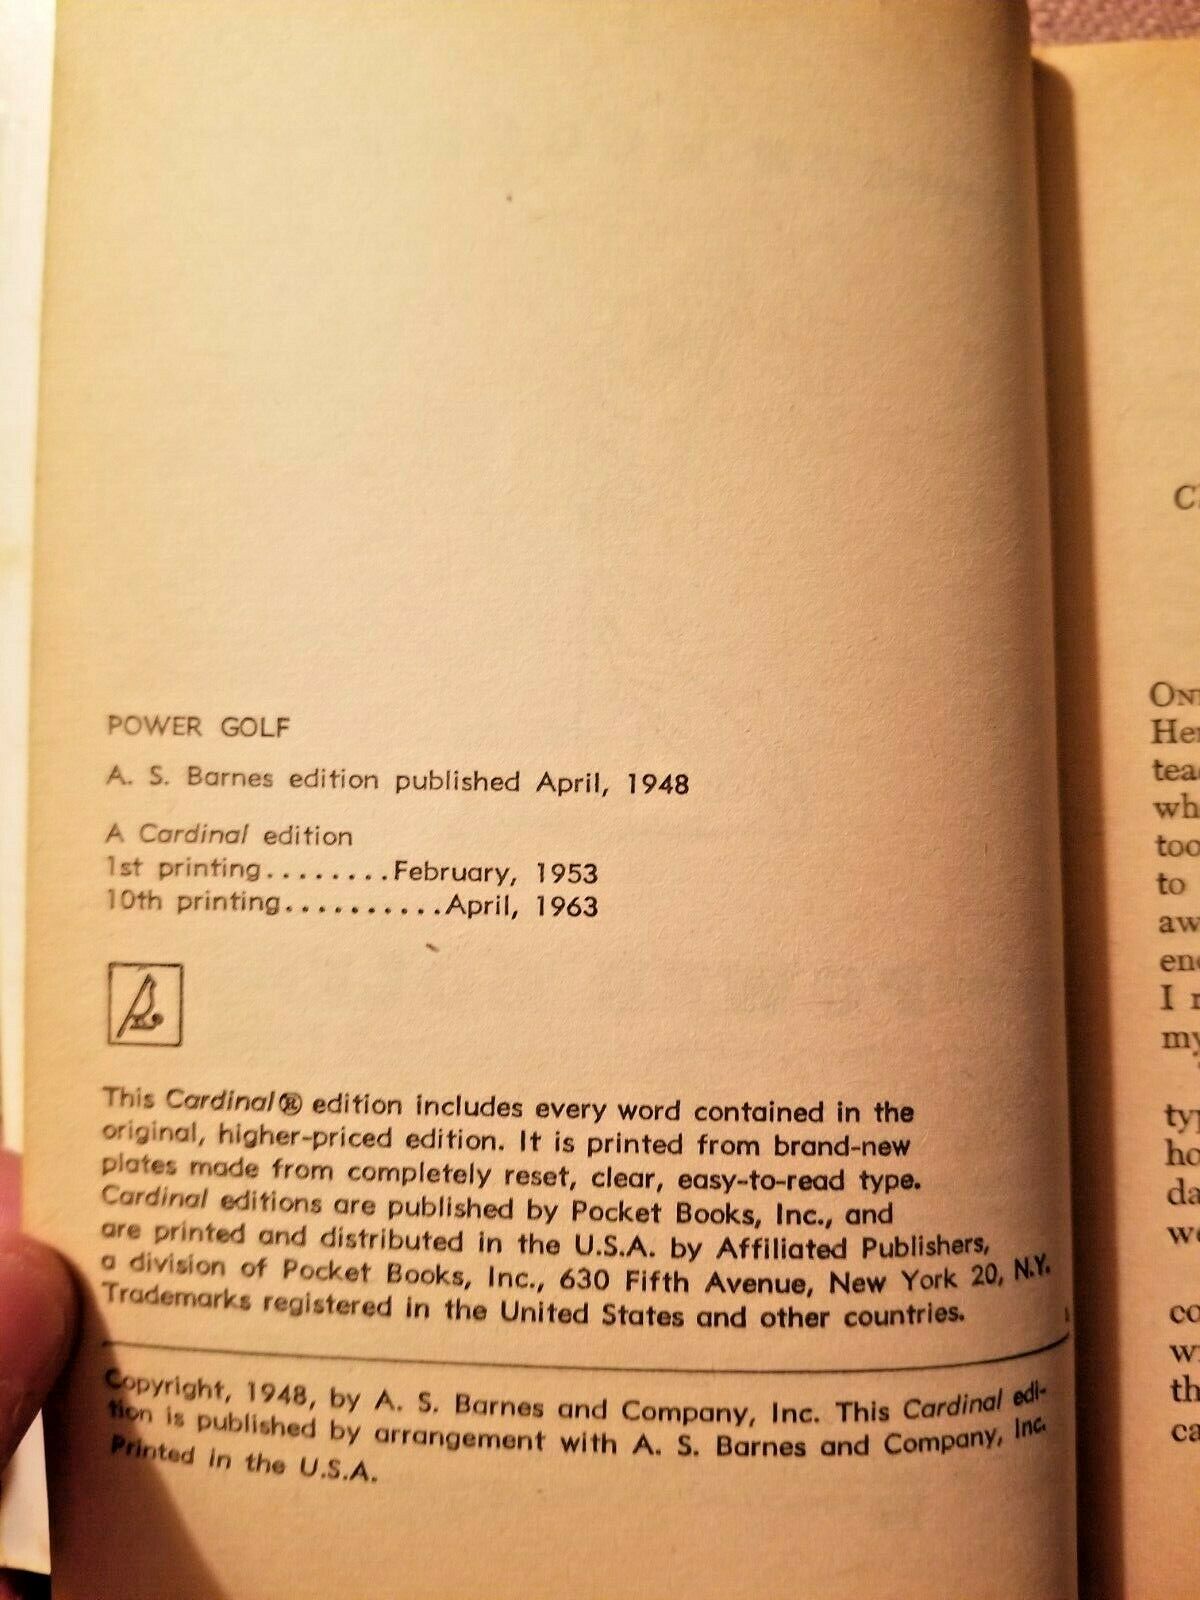 POWER GOLF
A. S. Barnes edition published April, 1948
A Cardinal edition
1st printing........February, 1953
10th printing..........April, 1963
This Cardinal® edition includes every word contained in the
original, higher-priced edition. It is printed from brand-new
plates made from completely reset, clear, easy-to-read type.
Cardinal editions are published by Pocket Books, Inc., and
are printed and distributed in the U.S.A. by Affiliated Publishers,
a division of Pocket Books, Inc., 630 Fifth Avenue, New York 20, N.Y.
Trademarks registered in the United States and other countries.
Copyright, 1948, by A. S. Barnes and Company, Inc. This Cardinal edi-
tion is published by arrangement with A. S. Barnes and Company, Inc.
Printed in the U.S.A.
to
I
my